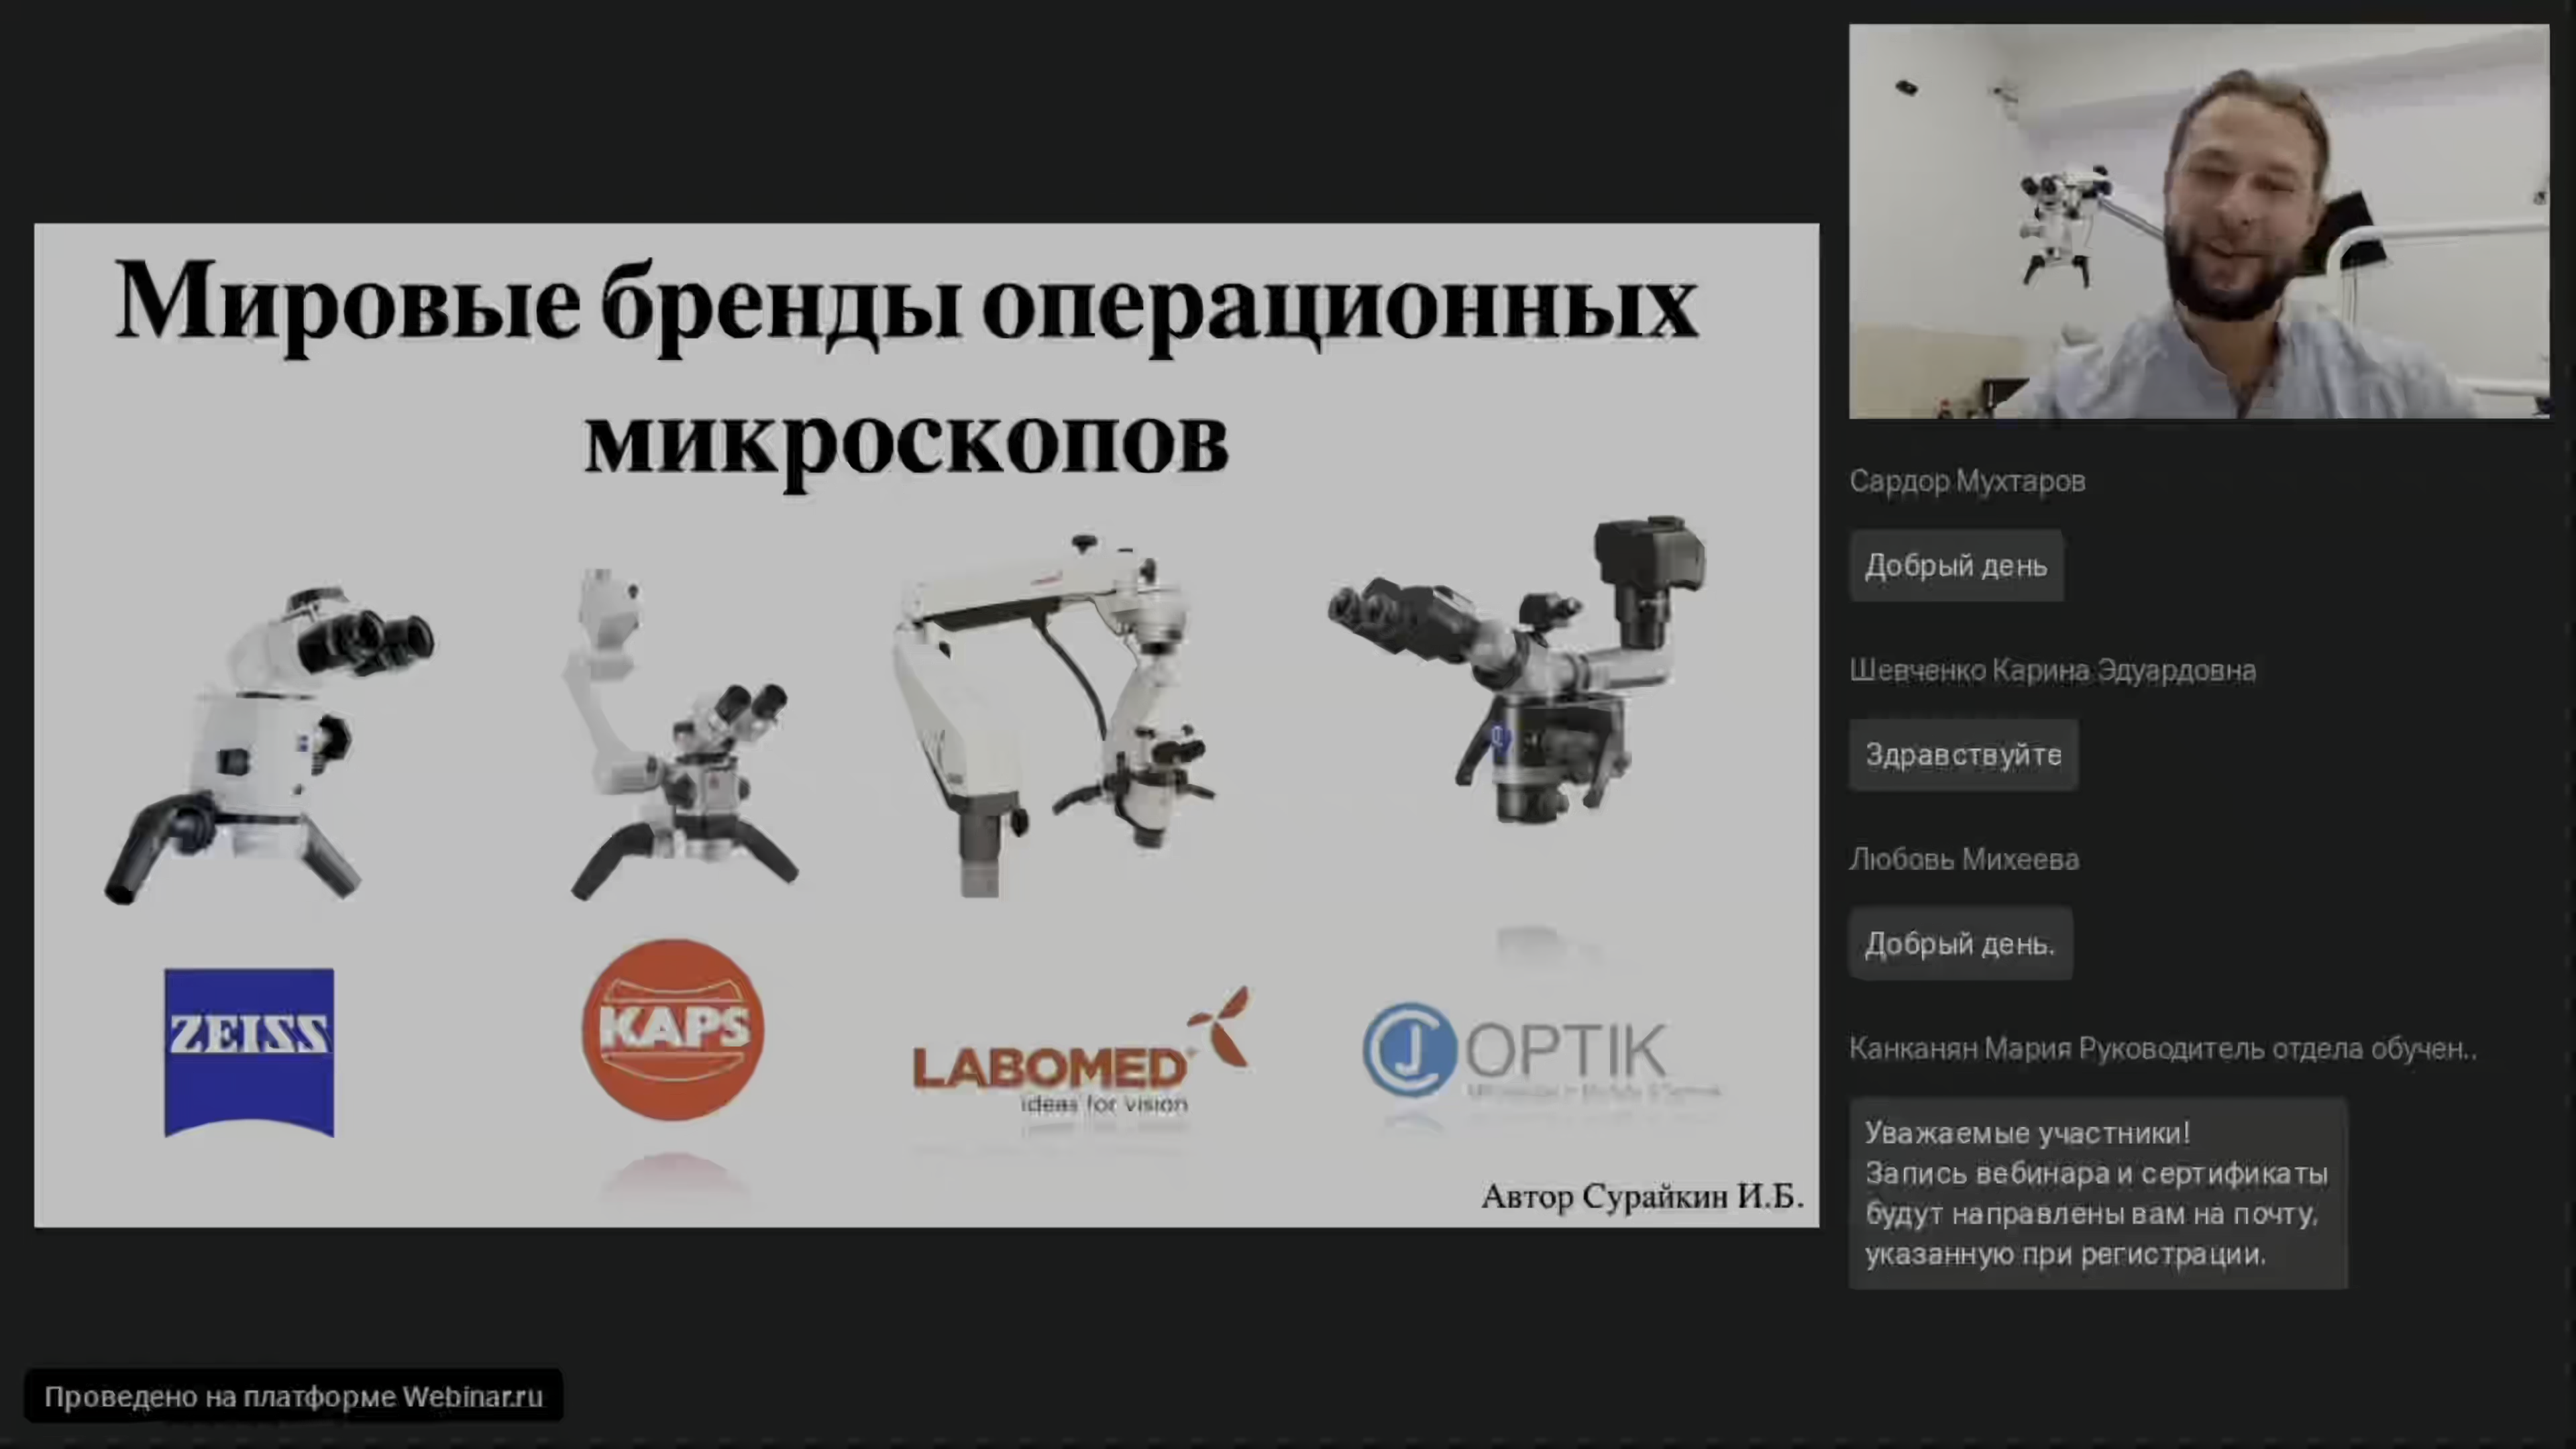 Мировые бренды операционных
микроскопов
ZEISS
KAPS
LABOMED
ideas for vision
CJ OPTIK
Автор Сурайкин И.Б.
Сардор Мухтаров
Добрый день
Шевченко Карина Эдуардовна
Здравствуйте
Любовь Михеева
Добрый день.
Канканян Мария Руководитель отдела обучен..
Уважаемые участники!
Запись вебинара и сертификаты
будут направлены вам на почту,
указанную при регистрации.
Проведено на платформе Webinar.ru